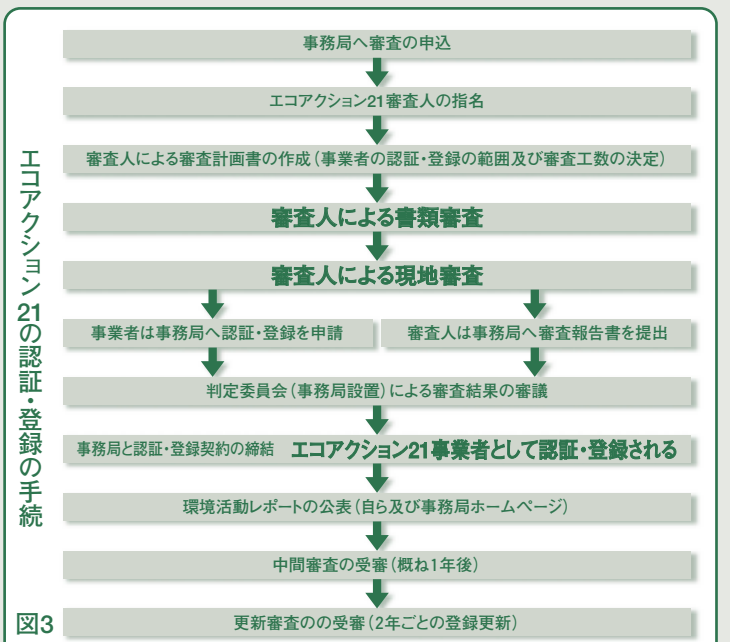 エコアクション21の認証・登録の手続
事務局へ審査の申込
エコアクション21審査人の指名
審査人による審査計画書の作成（事業者の認証・登録の範囲及び審査工数の決定）
審査人による書類審査
審査人による現地審査
事業者は事務局へ認証・登録を申請
審査人は事務局へ審査報告書を提出
判定委員会（事務局設置）による審査結果の審議
事務局と認証・登録契約の締結 エコアクション21事業者として認証・登録される
環境活動レポートの公表（自ら及び事務局ホームページ）
中間審査の受審（概ね1年後）
更新審査のの受審（2年ごとの登録更新）
図3